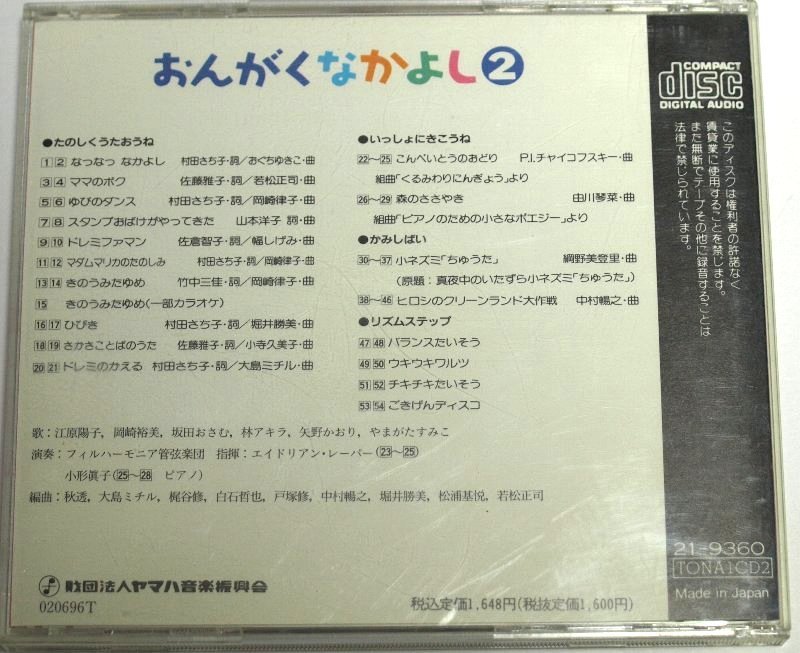 おんがくなかよし2
●たのしくうたおうね
1 2 なっなっ なかよし 村田さち子・詞/おぐちゆきこ・曲
3 4 ママのボク 佐藤雅子・詞/若松正司・曲
5 6 ゆびのダンス 村田さち子・詞/岡崎律子・曲
7 8 スタンプおばけがやってきた 山本洋子 詞
9 10 ドレミファマン 佐倉智子・詞/幅しげみ・曲
11 12 マダムマリカのたのしみ 村田さち子・詞/岡崎律子・曲
13 14 きのうみたゆめ 竹中三佳・詞/岡崎律子・曲
15 きのうみたゆめ(一部カラオケ)
16 17 ひびき 村田さち子・詞/堀井勝美・曲
18 19 さかさことばのうた 佐藤雅子・詞/小寺久美子・曲
20 21 ドレミのかえる 村田さち子・詞/大島ミチル・曲
●いっしょにきこうね
22〜25 こんぺいとうのおどり P.I.チャイコフスキー・曲
組曲「くるみわりにんぎょう」より
26〜29 森のささやき 由川琴菜・曲
組曲「ピアノのための小さなポエジー」より
●かみしばい
30〜37 小ネズミ「ちゅうた」 綱野美登里・曲
(原題：真夜中のいたずら小ネズミ「ちゅうた」)
38〜46 ヒロシのクリーンランド大作戦 中村暢之・曲
●リズムステップ
47 48 バランスたいそう
49 50 ウキウキワルツ
51 52 チキチキたいそう
53 54 ごきげんディスコ
歌：江原陽子，岡崎裕美，坂田おさむ，林アキラ，矢野かおり，やまがたすみこ
演奏：フィルハーモニア管弦楽団 指揮：エイドリアン・レーパー(23〜25)
小形眞子(25〜28 ピアノ)
編曲：秋透，大島ミチル，梶谷修，白石哲也，戸塚修，中村暢之，堀井勝美，松浦基悦，若松正司
財団法人ヤマハ音楽振興会
020696T
税込定価1,648円(税抜定価1,600円)
COMPACT
disc
DIGITAL AUDIO
このディスクは権利者の許諾なく
賃貸業に使用することを禁じます。
また無断でテープその他に録音することは
法律で禁じられています。
21-9360
TONA1CD2
Made in Japan